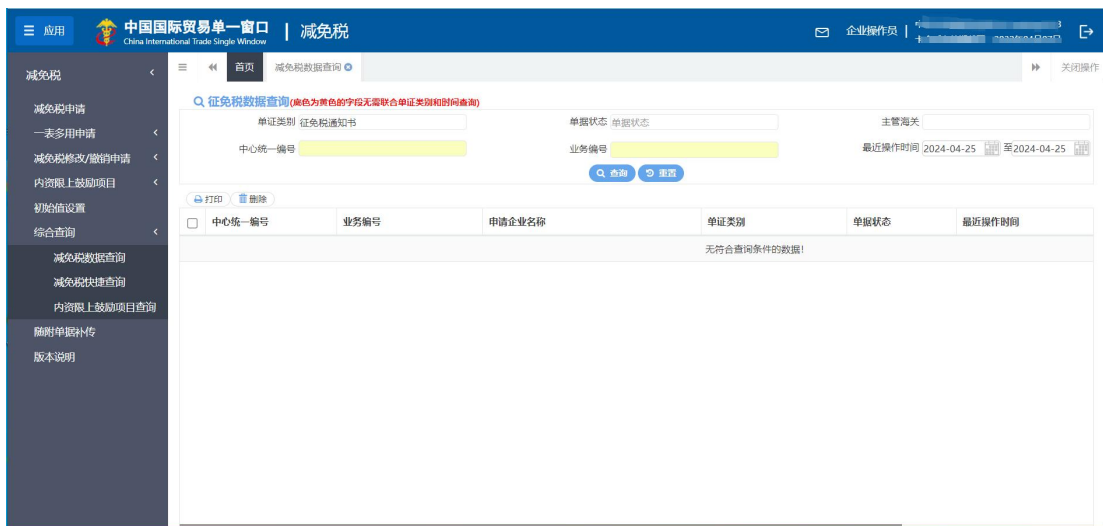 应用 中国国际贸易单一窗口 减免税 企业操作员
China International Trade Single Window
减免税 首页 减免税数据查询 关闭操作
减免税申请
一表多用申请
减免税修改/撤销申请
内资限上鼓励项目
初始值设置
综合查询
减免税数据查询
减免税快捷查询
内资限上鼓励项目查询
随附单据补传
版本说明
征免税数据查询(底色为黄色的字段无需联合单证类别和时间查询)
单证类别 征免税通知书 单据状态 单据状态 主管海关
中心统一编号 业务编号 最近操作时间 2024-04-25 至 2024-04-25
查询 重置
打印 删除
中心统一编号 业务编号 申请企业名称 单证类别 单据状态 最近操作时间
无符合查询条件的数据!